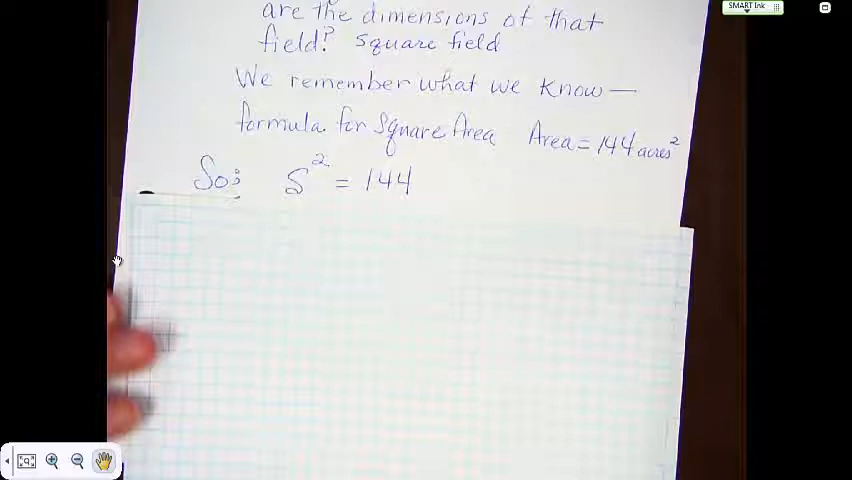 SMART Ink
are the dimensions of that
field? Square field
We remember what we know—
formula for Square Area Area = 144 acres²
So: S² = 144